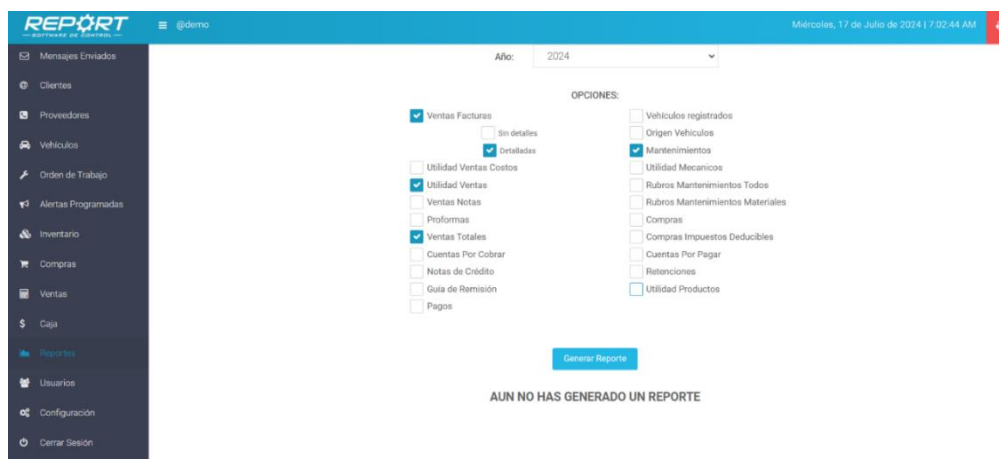 REPORT
SOFTWARE DE CONTROL
@demo
Miércoles, 17 de Julio de 2024 | 7:02:44 AM
Mensajes Enviados
Clientes
Proveedores
Vehículos
Orden de Trabajo
Alertas Programadas
Inventario
Compras
Ventas
Caja
Reportes
Usuarios
Configuración
Cerrar Sesión
Año: 2024
OPCIONES:
Ventas Facturas
Sin detalles
Detalladas
Utilidad Ventas Costos
Utilidad Ventas
Ventas Notas
Proformas
Ventas Totales
Cuentas Por Cobrar
Notas de Crédito
Guía de Remisión
Pagos
Vehículos registrados
Origen Vehículos
Mantenimientos
Utilidad Mecanicos
Rubros Mantenimientos Todos
Rubros Mantenimientos Materiales
Compras
Compras Impuestos Deducibles
Cuentas Por Pagar
Retenciones
Utilidad Productos
Generar Reporte
AUN NO HAS GENERADO UN REPORTE